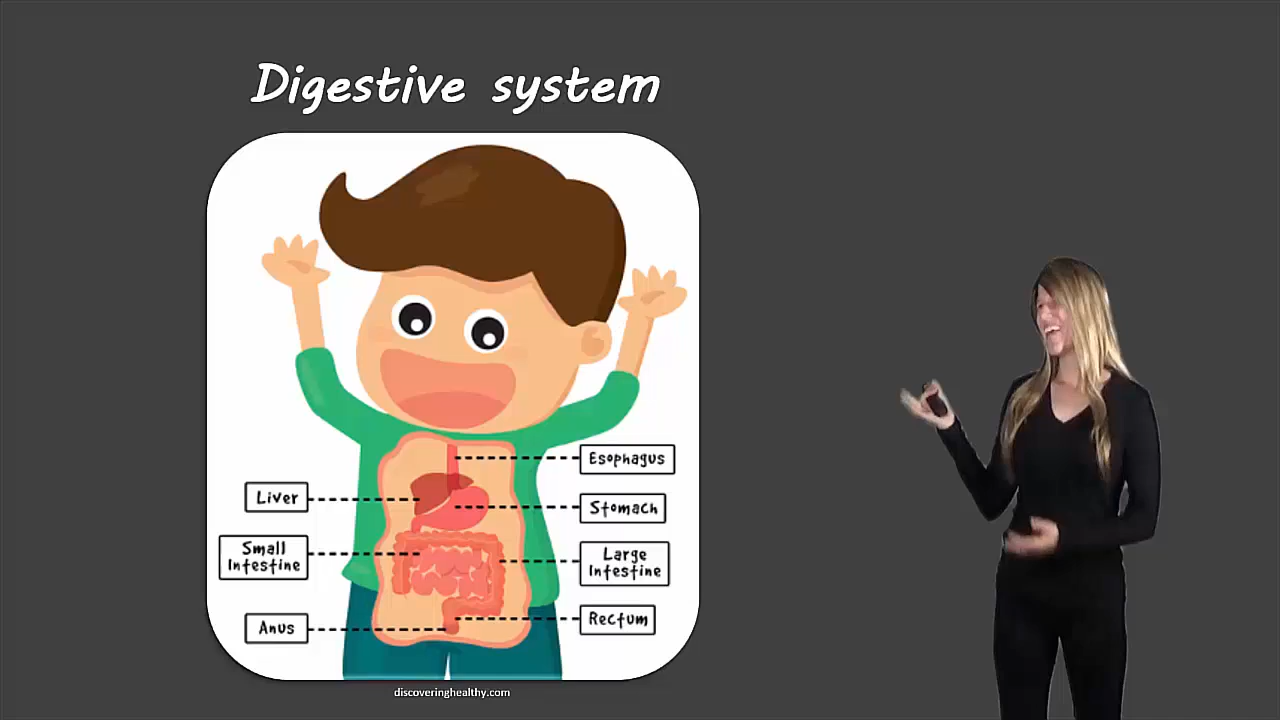 Digestive system
Esophagus
Liver
Stomach
Small
Intestine
Large
Intestine
Rectum
Anus
discoveringhealthy.com